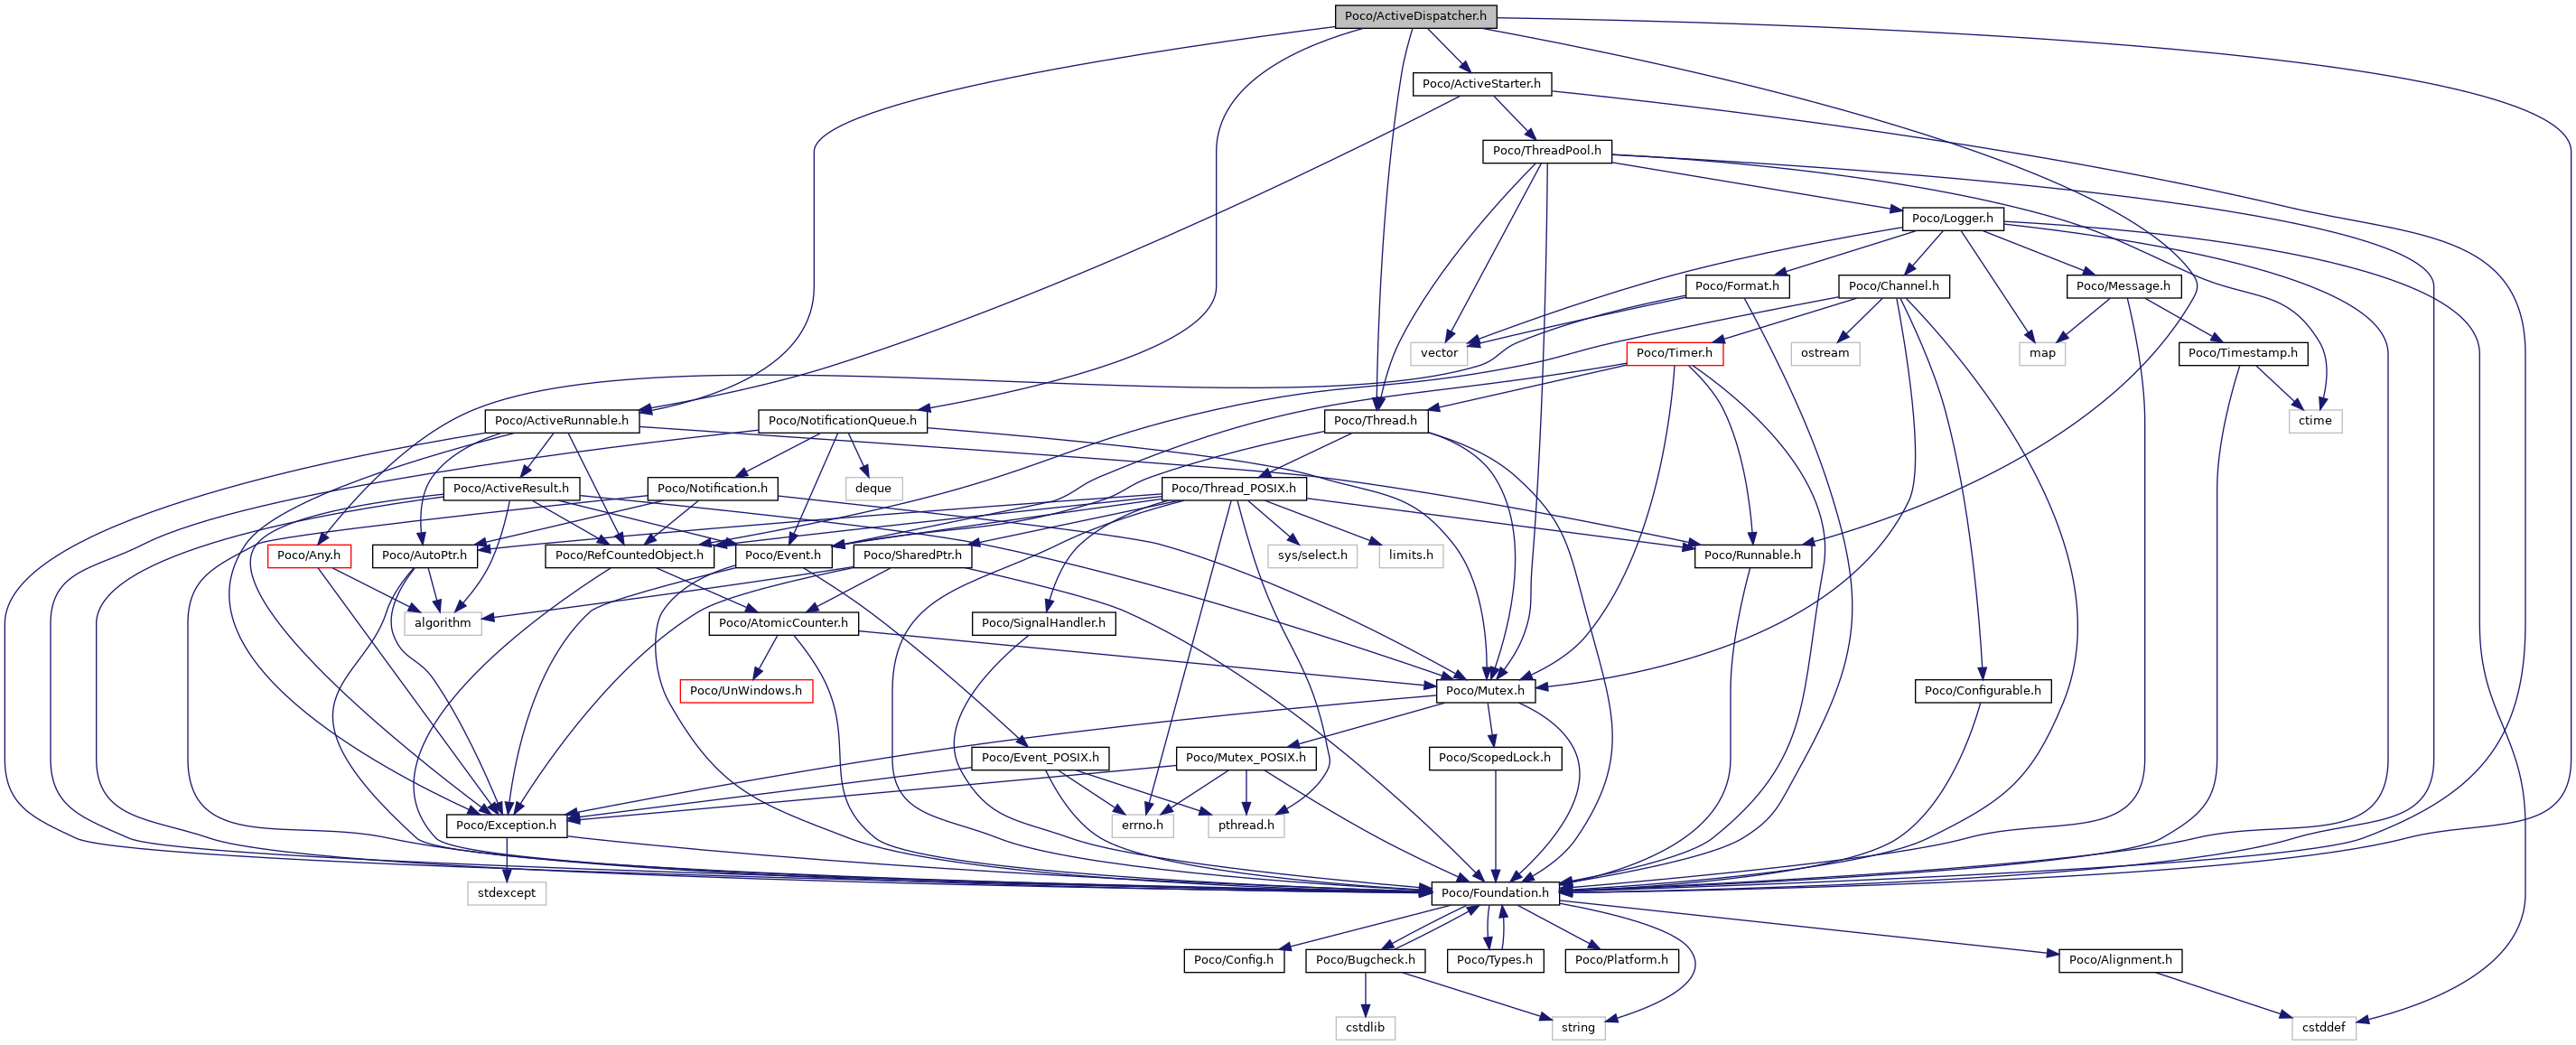 Poco/ActiveDispatcher.h
Poco/ActiveStarter.h
Poco/ThreadPool.h
Poco/Logger.h
Poco/Format.h
Poco/Channel.h
Poco/Message.h
vector
Poco/Timer.h
ostream
map
Poco/Timestamp.h
Poco/ActiveRunnable.h
Poco/NotificationQueue.h
Poco/Thread.h
ctime
Poco/ActiveResult.h
Poco/Notification.h
deque
Poco/Thread_POSIX.h
Poco/Any.h
Poco/AutoPtr.h
Poco/RefCountedObject.h
Poco/Event.h
Poco/SharedPtr.h
sys/select.h
limits.h
Poco/Runnable.h
algorithm
Poco/AtomicCounter.h
Poco/SignalHandler.h
Poco/UnWindows.h
Poco/Mutex.h
Poco/Configurable.h
Poco/Event_POSIX.h
Poco/Mutex_POSIX.h
Poco/ScopedLock.h
Poco/Exception.h
errno.h
pthread.h
stdexcept
Poco/Foundation.h
Poco/Config.h
Poco/Bugcheck.h
Poco/Types.h
Poco/Platform.h
Poco/Alignment.h
cstdlib
string
cstddef